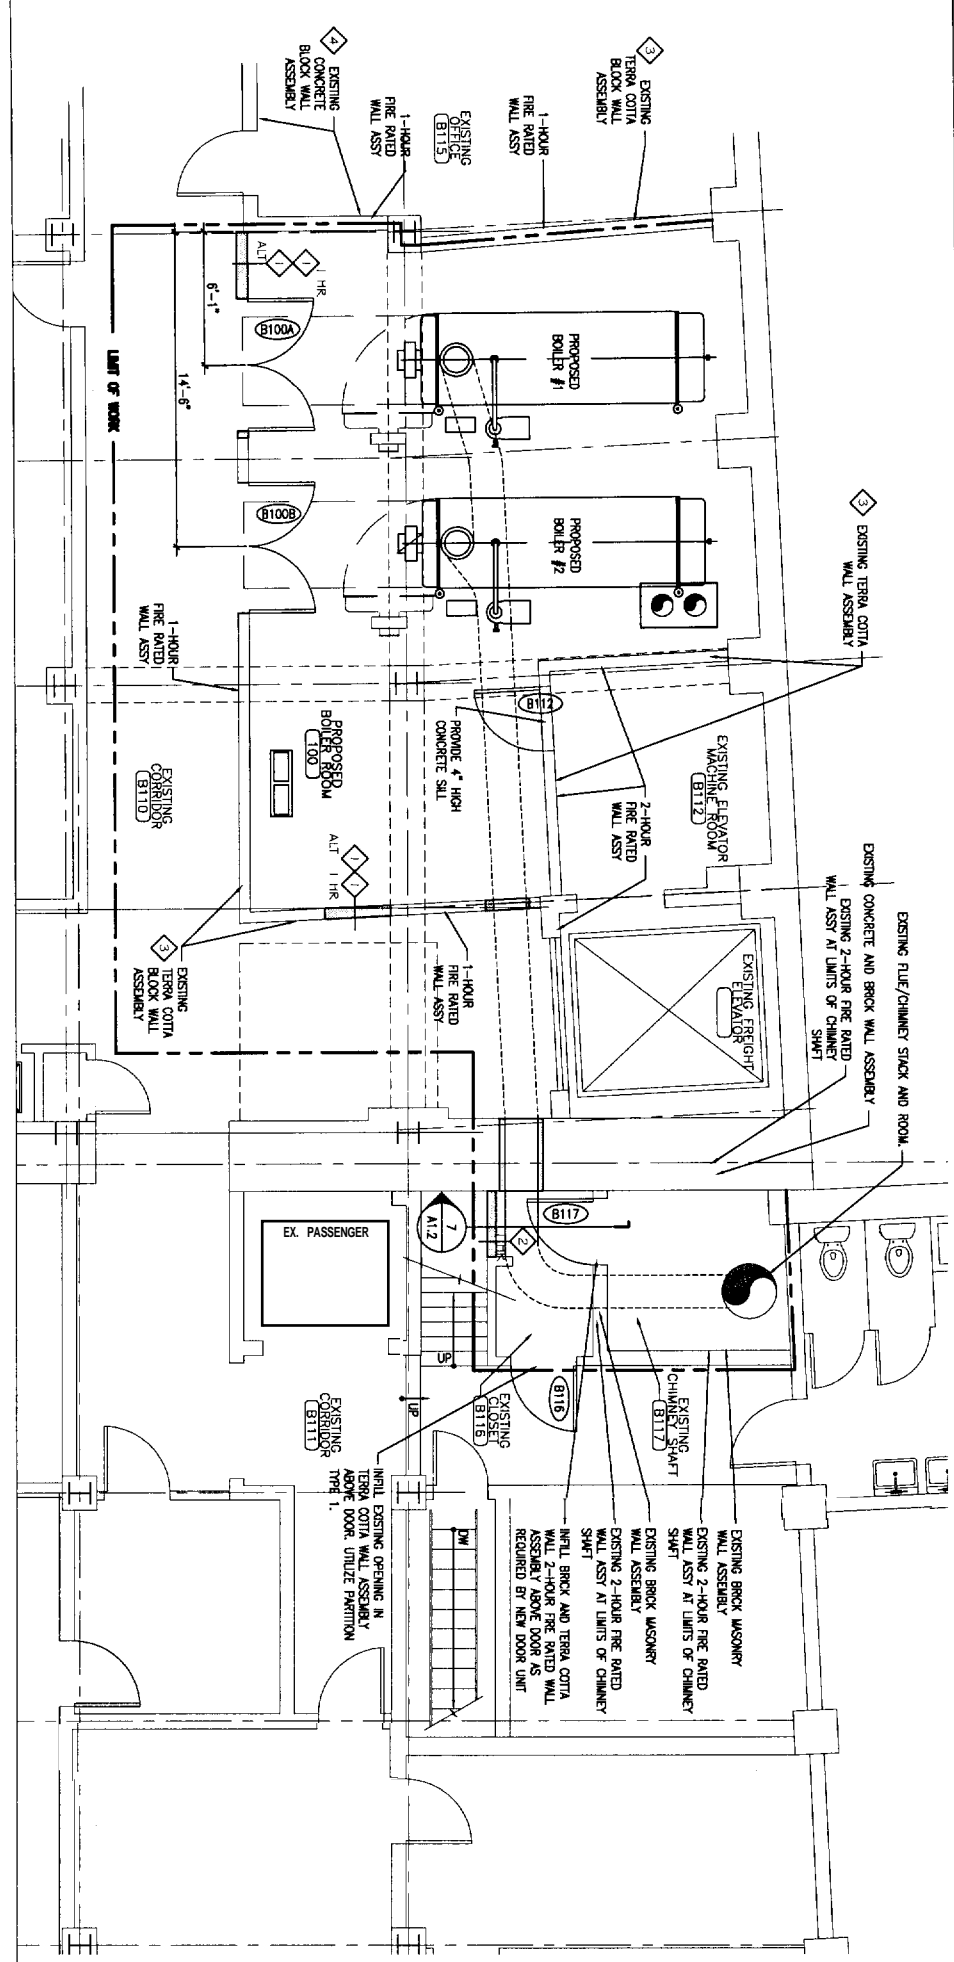 3
EXISTING
TERRA COTTA
BLOCK WALL
ASSEMBLY
1-HOUR
FIRE RATED
WALL ASSY
EXISTING
OFFICE
B115
1-HOUR
FIRE RATED
WALL ASSY
4
EXISTING
CONCRETE
BLOCK WALL
ASSEMBLY
3
EXISTING TERRA COTTA
WALL ASSEMBLY
PROPOSED
BOILER #1
PROPOSED
BOILER #2
1
1
1 HR
ALT
B100A
B100B
6'-1"
14'-6"
LIMIT OF WORK
1-HOUR
FIRE RATED
WALL ASSY
EXISTING FLUE/CHIMNEY STACK AND ROOM.
EXISTING CONCRETE AND BRICK WALL ASSEMBLY
EXISTING 2-HOUR FIRE RATED
WALL ASSY AT LIMITS OF CHIMNEY
SHAFT
EXISTING ELEVATOR
MACHINE ROOM
B112
2-HOUR
FIRE RATED
WALL ASSY
B112
PROVIDE 4" HIGH
CONCRETE SILL
PROPOSED
BOILER ROOM
100
EXISTING
CORRIDOR
B110
1
1
ALT
1 HR
EXISTING FREIGHT
ELEVATOR
1-HOUR
FIRE RATED
WALL ASSY
3
EXISTING
TERRA COTTA
BLOCK WALL
ASSEMBLY
B117
7
A1.2
2
HR
EX. PASSENGER
UP
UP
B116
EXISTING
CHIMNEY SHAFT
B117
EXISTING
CLOSET
B116
EXISTING
CORRIDOR
B111
EXISTING BRICK MASONRY
WALL ASSEMBLY
EXISTING 2-HOUR FIRE RATED
WALL ASSY AT LIMITS OF CHIMNEY
SHAFT
EXISTING BRICK MASONRY
WALL ASSEMBLY
EXISTING 2-HOUR FIRE RATED
WALL ASSY AT LIMITS OF CHIMNEY
SHAFT
INFILL BRICK AND TERRA COTTA
WALL 2-HOUR FIRE RATED WALL
ASSEMBLY ABOVE DOOR AS
REQUIRED BY NEW DOOR UNIT
DW
INFILL EXISTING OPENING IN
TERRA COTTA WALL ASSEMBLY
ABOVE DOOR. UTILIZE PARTITION
TYPE 1.